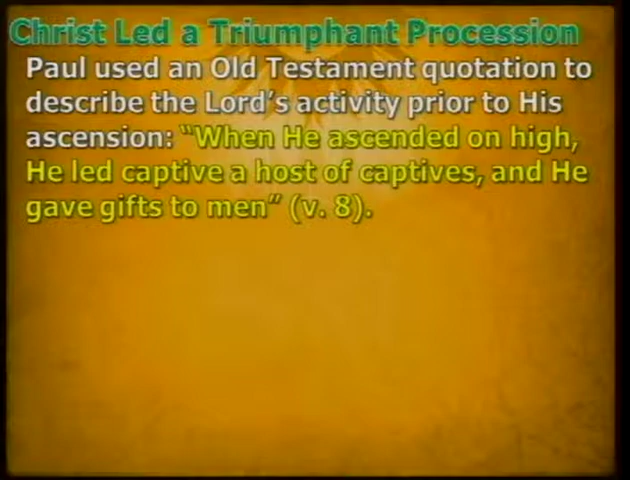 Christ Led a Triumphant Procession
Paul used an Old Testament quotation to
describe the Lord's activity prior to His
ascension: "When He ascended on high,
He led captive a host of captives, and He
gave gifts to men" (v. 8).